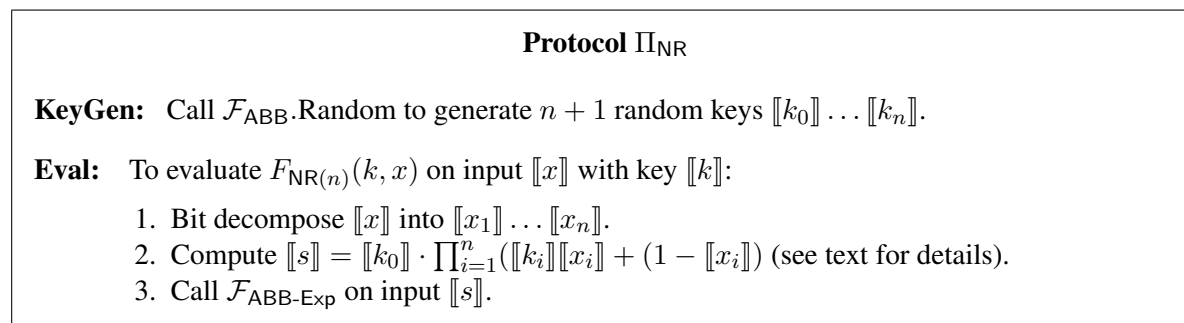 Protocol Π_NR
KeyGen: Call F_ABB.Random to generate n + 1 random keys ⟦k_0⟧ … ⟦k_n⟧.
Eval: To evaluate F_NR(n)(k, x) on input ⟦x⟧ with key ⟦k⟧:
1. Bit decompose ⟦x⟧ into ⟦x_1⟧ … ⟦x_n⟧.
2. Compute ⟦s⟧ = ⟦k_0⟧ · ∏_{i=1}^{n}(⟦k_i⟧⟦x_i⟧ + (1 − ⟦x_i⟧)) (see text for details).
3. Call F_ABB-Exp on input ⟦s⟧.